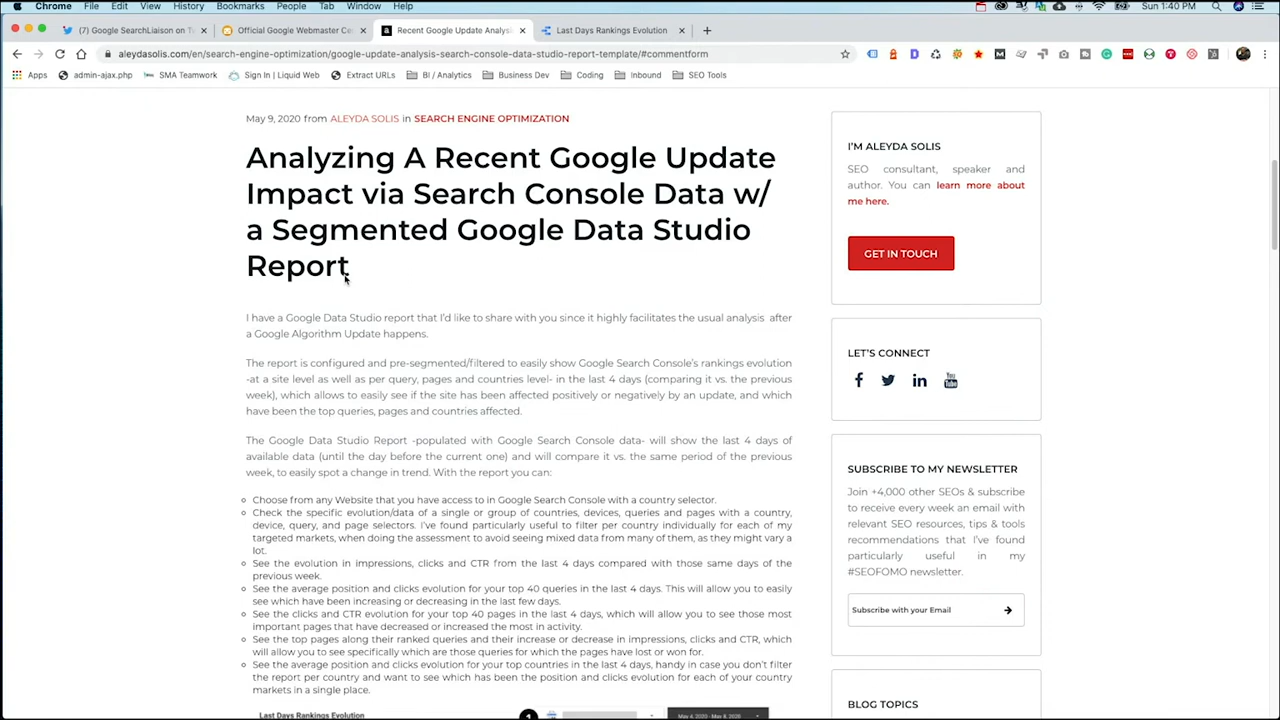 Chrome File Edit View History Bookmarks People Tab Window Help Sun 1:40 PM
(7) Google SearchLiaison on T
Official Google Webmaster Ce
Recent Google Update Analysi
Last Days Rankings Evolution
aleydasolis.com/en/search-engine-optimization/google-update-analysis-search-console-data-studio-report-template/#commentform
Apps admin-ajax.php SMA Teamwork Sign In | Liquid Web Extract URLs BI / Analytics Business Dev Coding Inbound SEO Tools
May 9, 2020 from ALEYDA SOLIS in SEARCH ENGINE OPTIMIZATION
Analyzing A Recent Google Update
Impact via Search Console Data w/
a Segmented Google Data Studio
Report
I have a Google Data Studio report that I'd like to share with you since it highly facilitates the usual analysis after
a Google Algorithm Update happens.
The report is configured and pre-segmented/filtered to easily show Google Search Console's rankings evolution
-at a site level as well as per query, pages and countries level- in the last 4 days (comparing it vs. the previous
week), which allows to easily see if the site has been affected positively or negatively by an update, and which
have been the top queries, pages and countries affected.
The Google Data Studio Report -populated with Google Search Console data- will show the last 4 days of
available data (until the day before the current one) and will compare it vs. the same period of the previous
week, to easily spot a change in trend. With the report you can:
Choose from any Website that you have access to in Google Search Console with a country selector.
Check the specific evolution/data of a single or group of countries, devices, queries and pages with a country,
device, query, and page selectors. I've found particularly useful to filter per country individually for each of my
targeted markets, when doing the assessment to avoid seeing mixed data from many of them, as they might vary a
lot.
See the evolution in impressions, clicks and CTR from the last 4 days compared with those same days of the
previous week.
See the average position and clicks evolution for your top 40 queries in the last 4 days. This will allow you to easily
see which have been increasing or decreasing in the last few days.
See the clicks and CTR evolution for your top 40 pages in the last 4 days, which will allow you to see those most
important pages that have decreased or increased the most in activity.
See the top pages along their ranked queries and their increase or decrease in impressions, clicks and CTR, which
will allow you to see specifically which are those queries for which the pages have lost or won for.
See the average position and clicks evolution for your top countries in the last 4 days, handy in case you don't filter
the report per country and want to see which has been the position and clicks evolution for each of your country
markets in a single place.
Last Days Rankings Evolution
1
May 4, 2020 - May 8, 2020
I'M ALEYDA SOLIS
SEO consultant, speaker and
author. You can learn more about
me here.
GET IN TOUCH
LET'S CONNECT
You
Tube
SUBSCRIBE TO MY NEWSLETTER
Join +4,000 other SEOs & subscribe
to receive every week an email with
relevant SEO resources, tips & tools
recommendations that I've found
particularly useful in my
#SEOFOMO newsletter.
Subscribe with your Email
BLOG TOPICS